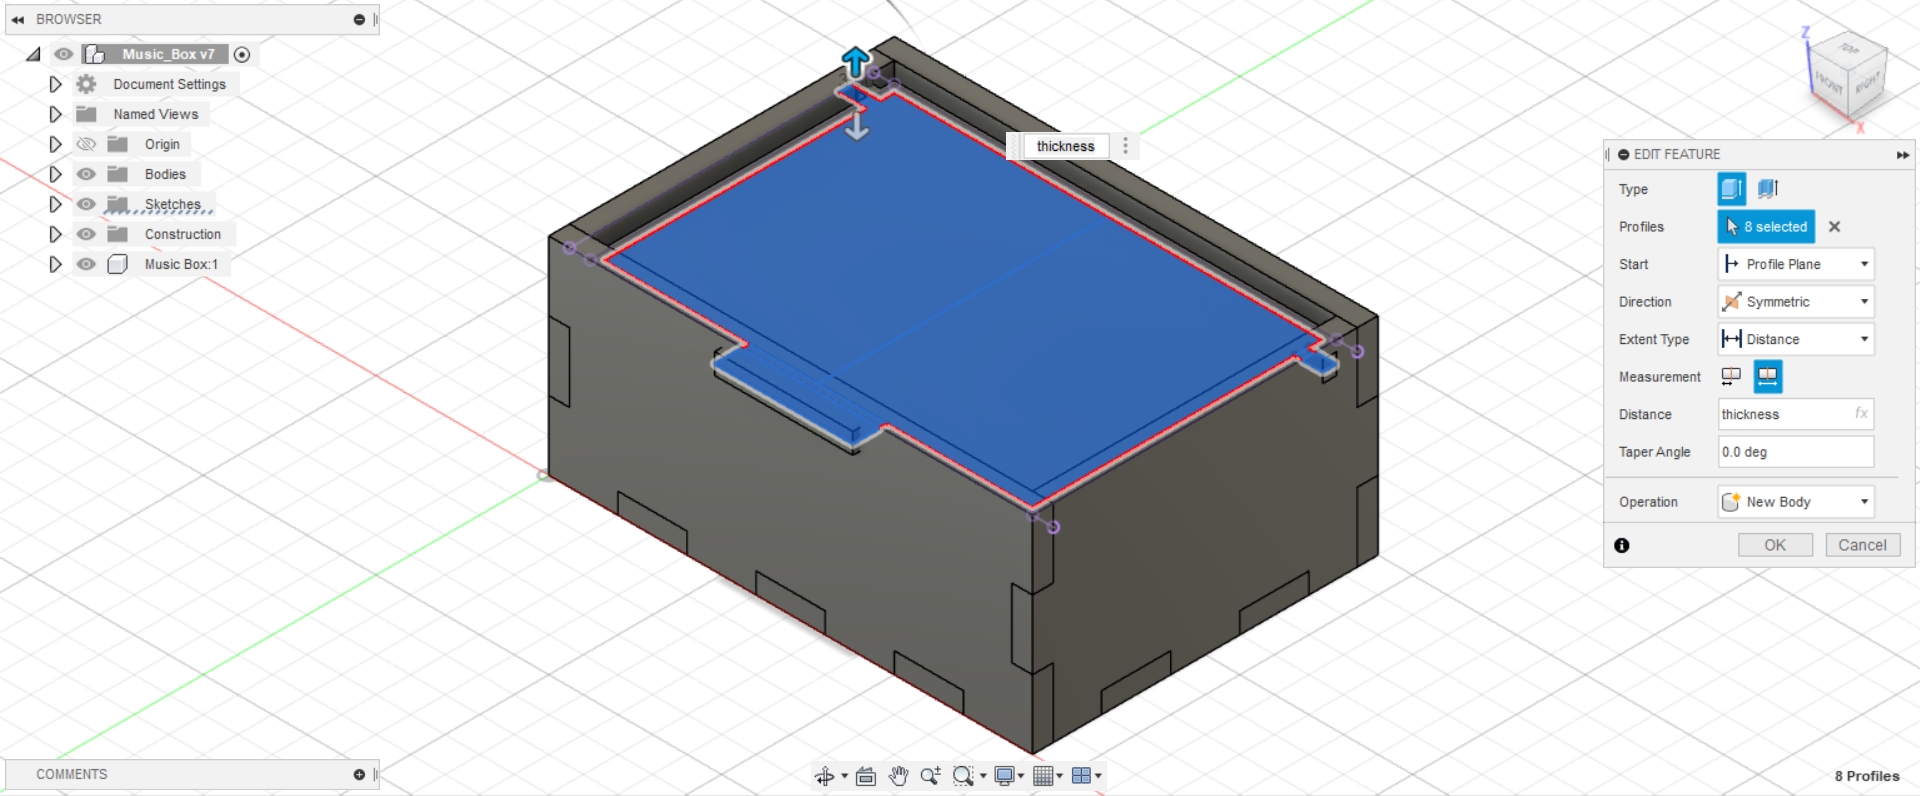 BROWSER
Music_Box v7
Document Settings
Named Views
Origin
Bodies
Sketches
Construction
Music Box:1
thickness
Z
TOP
FRONT
RIGHT
X
EDIT FEATURE
Type
Profiles
8 selected
Start
Profile Plane
Direction
Symmetric
Extent Type
Distance
Measurement
Distance
thickness
fx
Taper Angle
0.0 deg
Operation
New Body
OK
Cancel
COMMENTS
8 Profiles